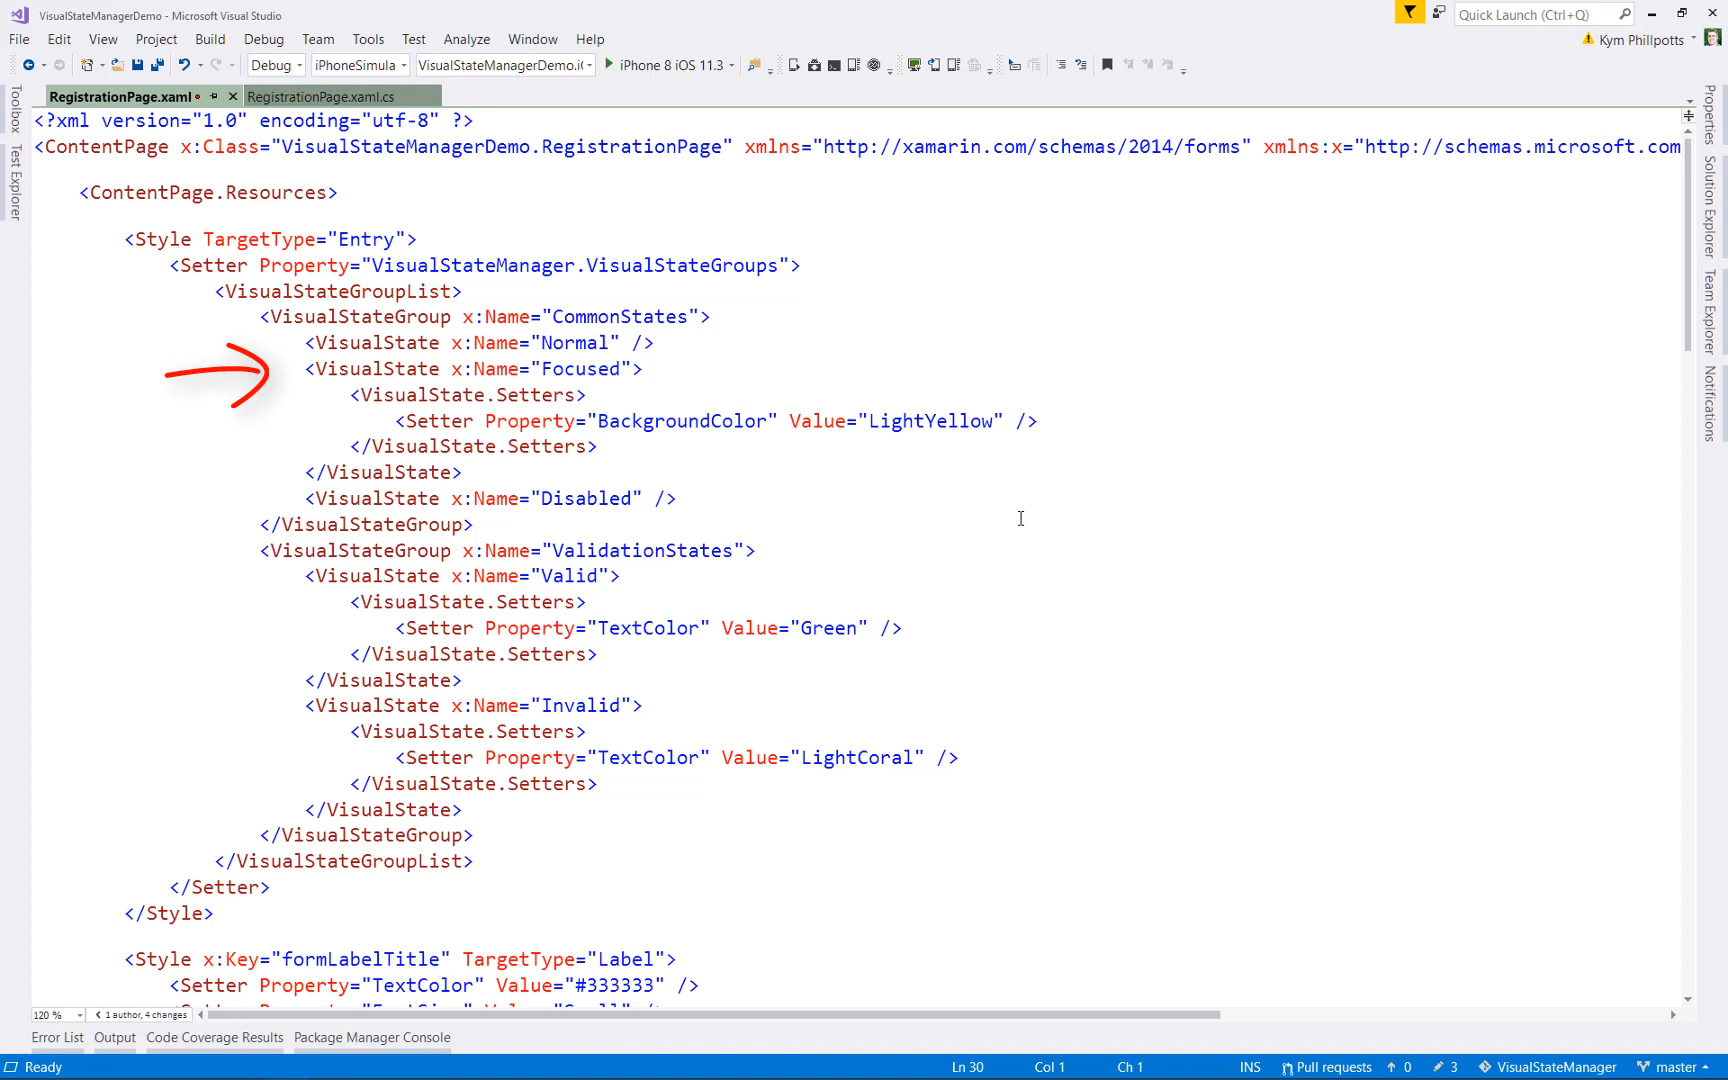 VisualStateManagerDemo - Microsoft Visual Studio
Quick Launch (Ctrl+Q)
File Edit View Project Build Debug Team Tools Test Analyze Window Help
Kym Phillpotts
Debug iPhoneSimula VisualStateManagerDemo.i( iPhone 8 iOS 11.3
RegistrationPage.xaml RegistrationPage.xaml.cs
Toolbox
Test Explorer
Properties
Solution Explorer
Team Explorer
Notifications
<?xml version="1.0" encoding="utf-8" ?>
<ContentPage x:Class="VisualStateManagerDemo.RegistrationPage" xmlns="http://xamarin.com/schemas/2014/forms" xmlns:x="http://schemas.microsoft.com
<ContentPage.Resources>
<Style TargetType="Entry">
<Setter Property="VisualStateManager.VisualStateGroups">
<VisualStateGroupList>
<VisualStateGroup x:Name="CommonStates">
<VisualState x:Name="Normal" />
<VisualState x:Name="Focused">
<VisualState.Setters>
<Setter Property="BackgroundColor" Value="LightYellow" />
</VisualState.Setters>
</VisualState>
<VisualState x:Name="Disabled" />
</VisualStateGroup>
<VisualStateGroup x:Name="ValidationStates">
<VisualState x:Name="Valid">
<VisualState.Setters>
<Setter Property="TextColor" Value="Green" />
</VisualState.Setters>
</VisualState>
<VisualState x:Name="Invalid">
<VisualState.Setters>
<Setter Property="TextColor" Value="LightCoral" />
</VisualState.Setters>
</VisualState>
</VisualStateGroup>
</VisualStateGroupList>
</Setter>
</Style>
<Style x:Key="formLabelTitle" TargetType="Label">
<Setter Property="TextColor" Value="#333333" />
120 % 1 author, 4 changes
Error List Output Code Coverage Results Package Manager Console
Ready Ln 30 Col 1 Ch 1 INS Pull requests 0 3 VisualStateManager master